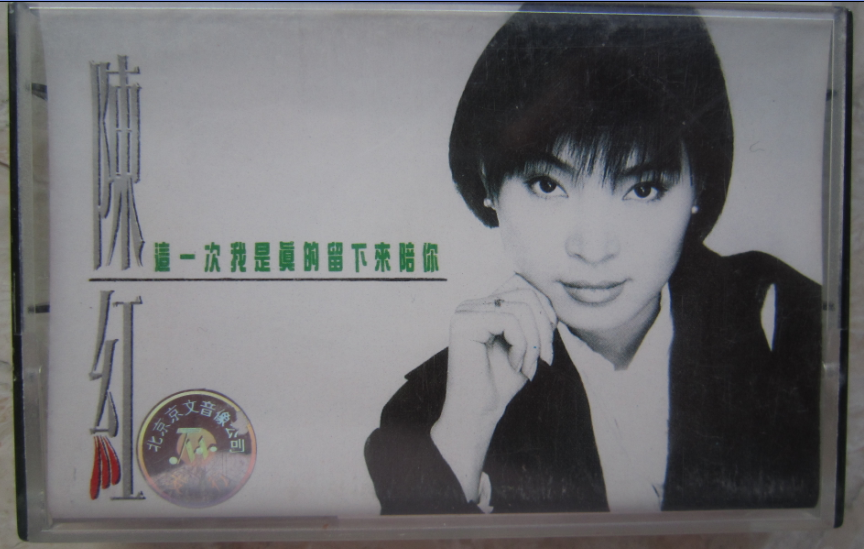 陳紅
這一次我是真的留下來陪你
北京京文音像公司